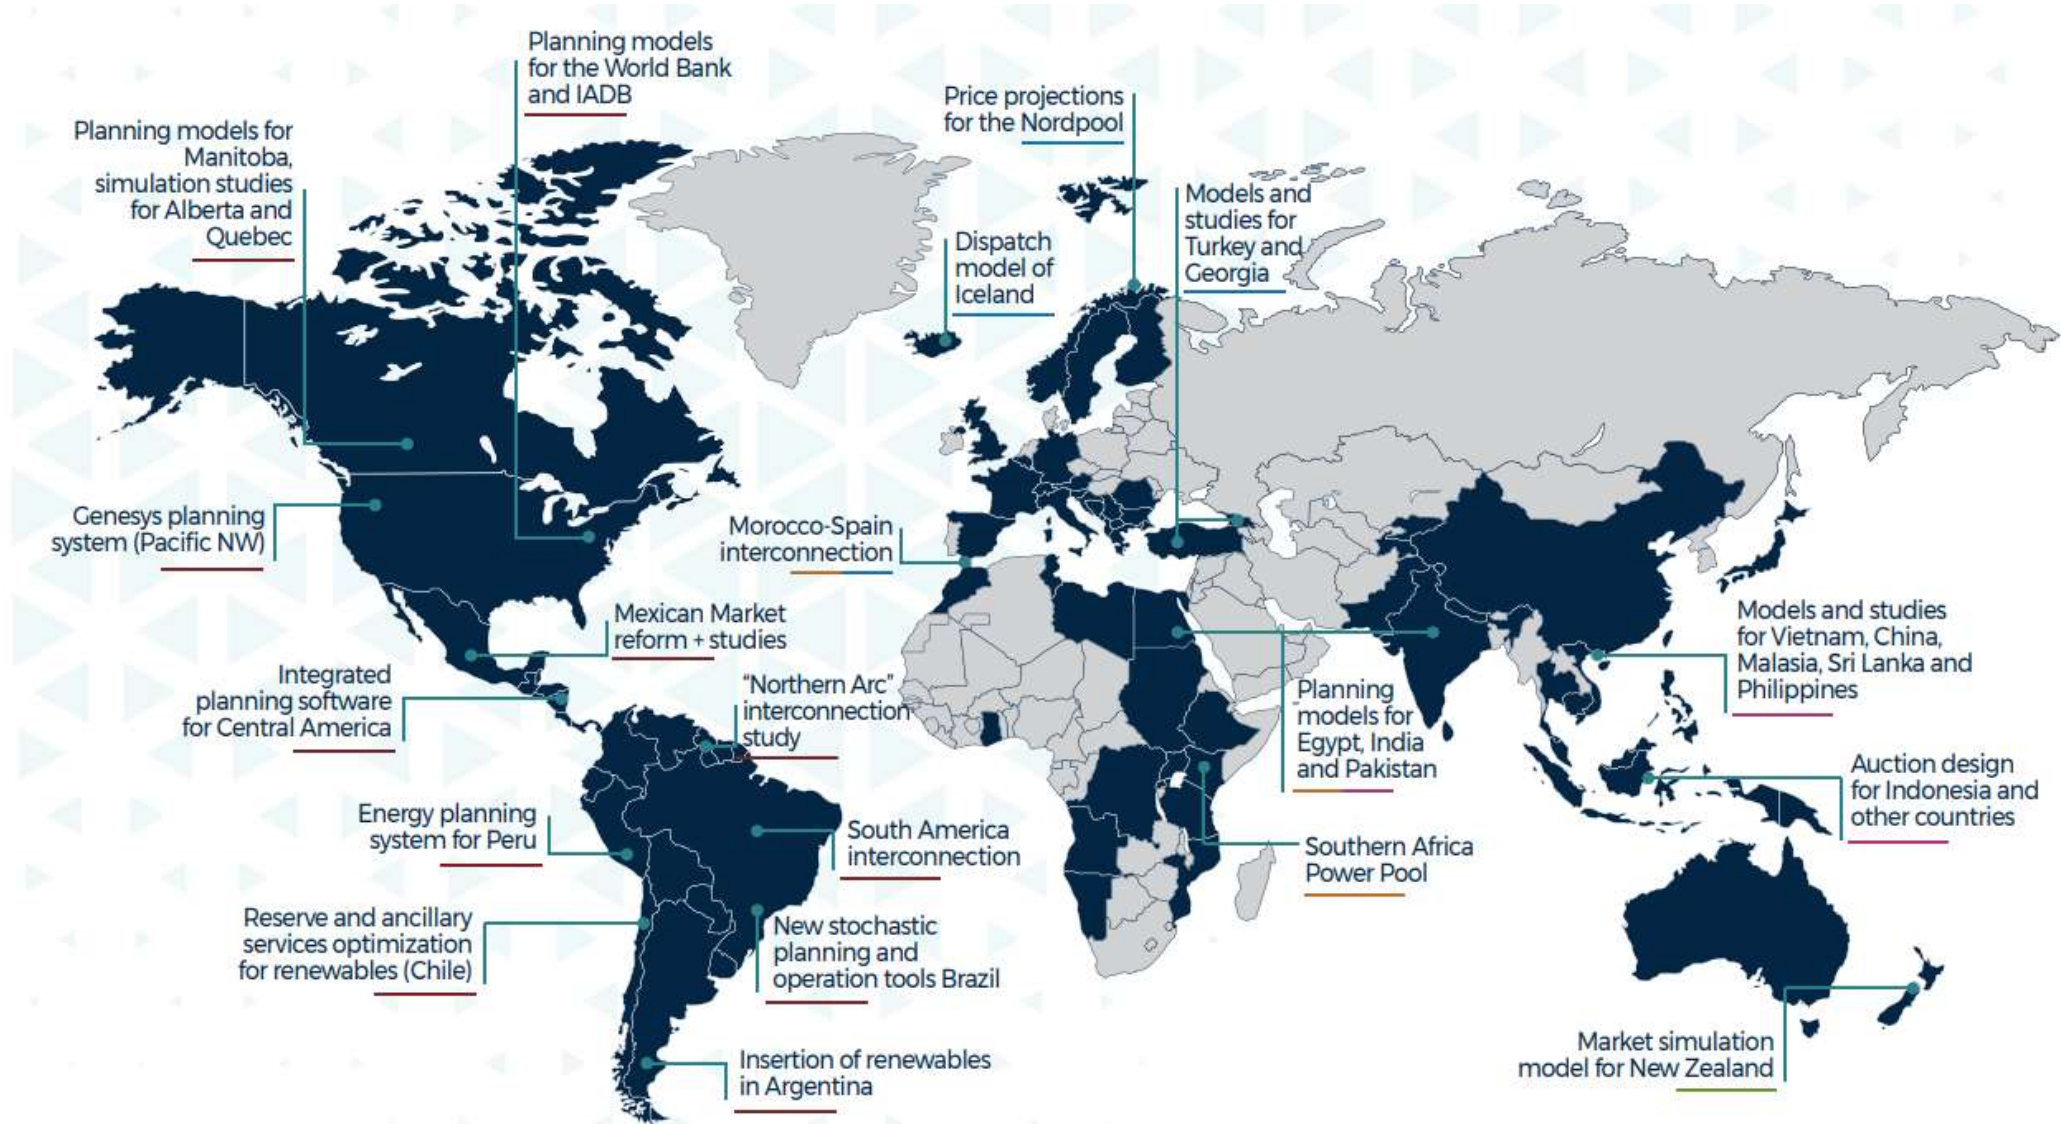 Planning models
for the World Bank
and IADB
Price projections
for the Nordpool
Planning models for
Manitoba,
simulation studies
for Alberta and
Quebec
Models and
studies for
Turkey and
Georgia
Dispatch
model of
Iceland
Genesys planning
system (Pacific NW)
Morocco-Spain
interconnection
Mexican Market
reform + studies
Models and studies
for Vietnam, China,
Malasia, Sri Lanka and
Philippines
Integrated
planning software
for Central America
"Northern Arc"
interconnection
study
Planning
models for
Egypt, India
and Pakistan
Auction design
for Indonesia and
other countries
Energy planning
system for Peru
South America
interconnection
Southern Africa
Power Pool
Reserve and ancillary
services optimization
for renewables (Chile)
New stochastic
planning and
operation tools Brazil
Market simulation
model for New Zealand
Insertion of renewables
in Argentina